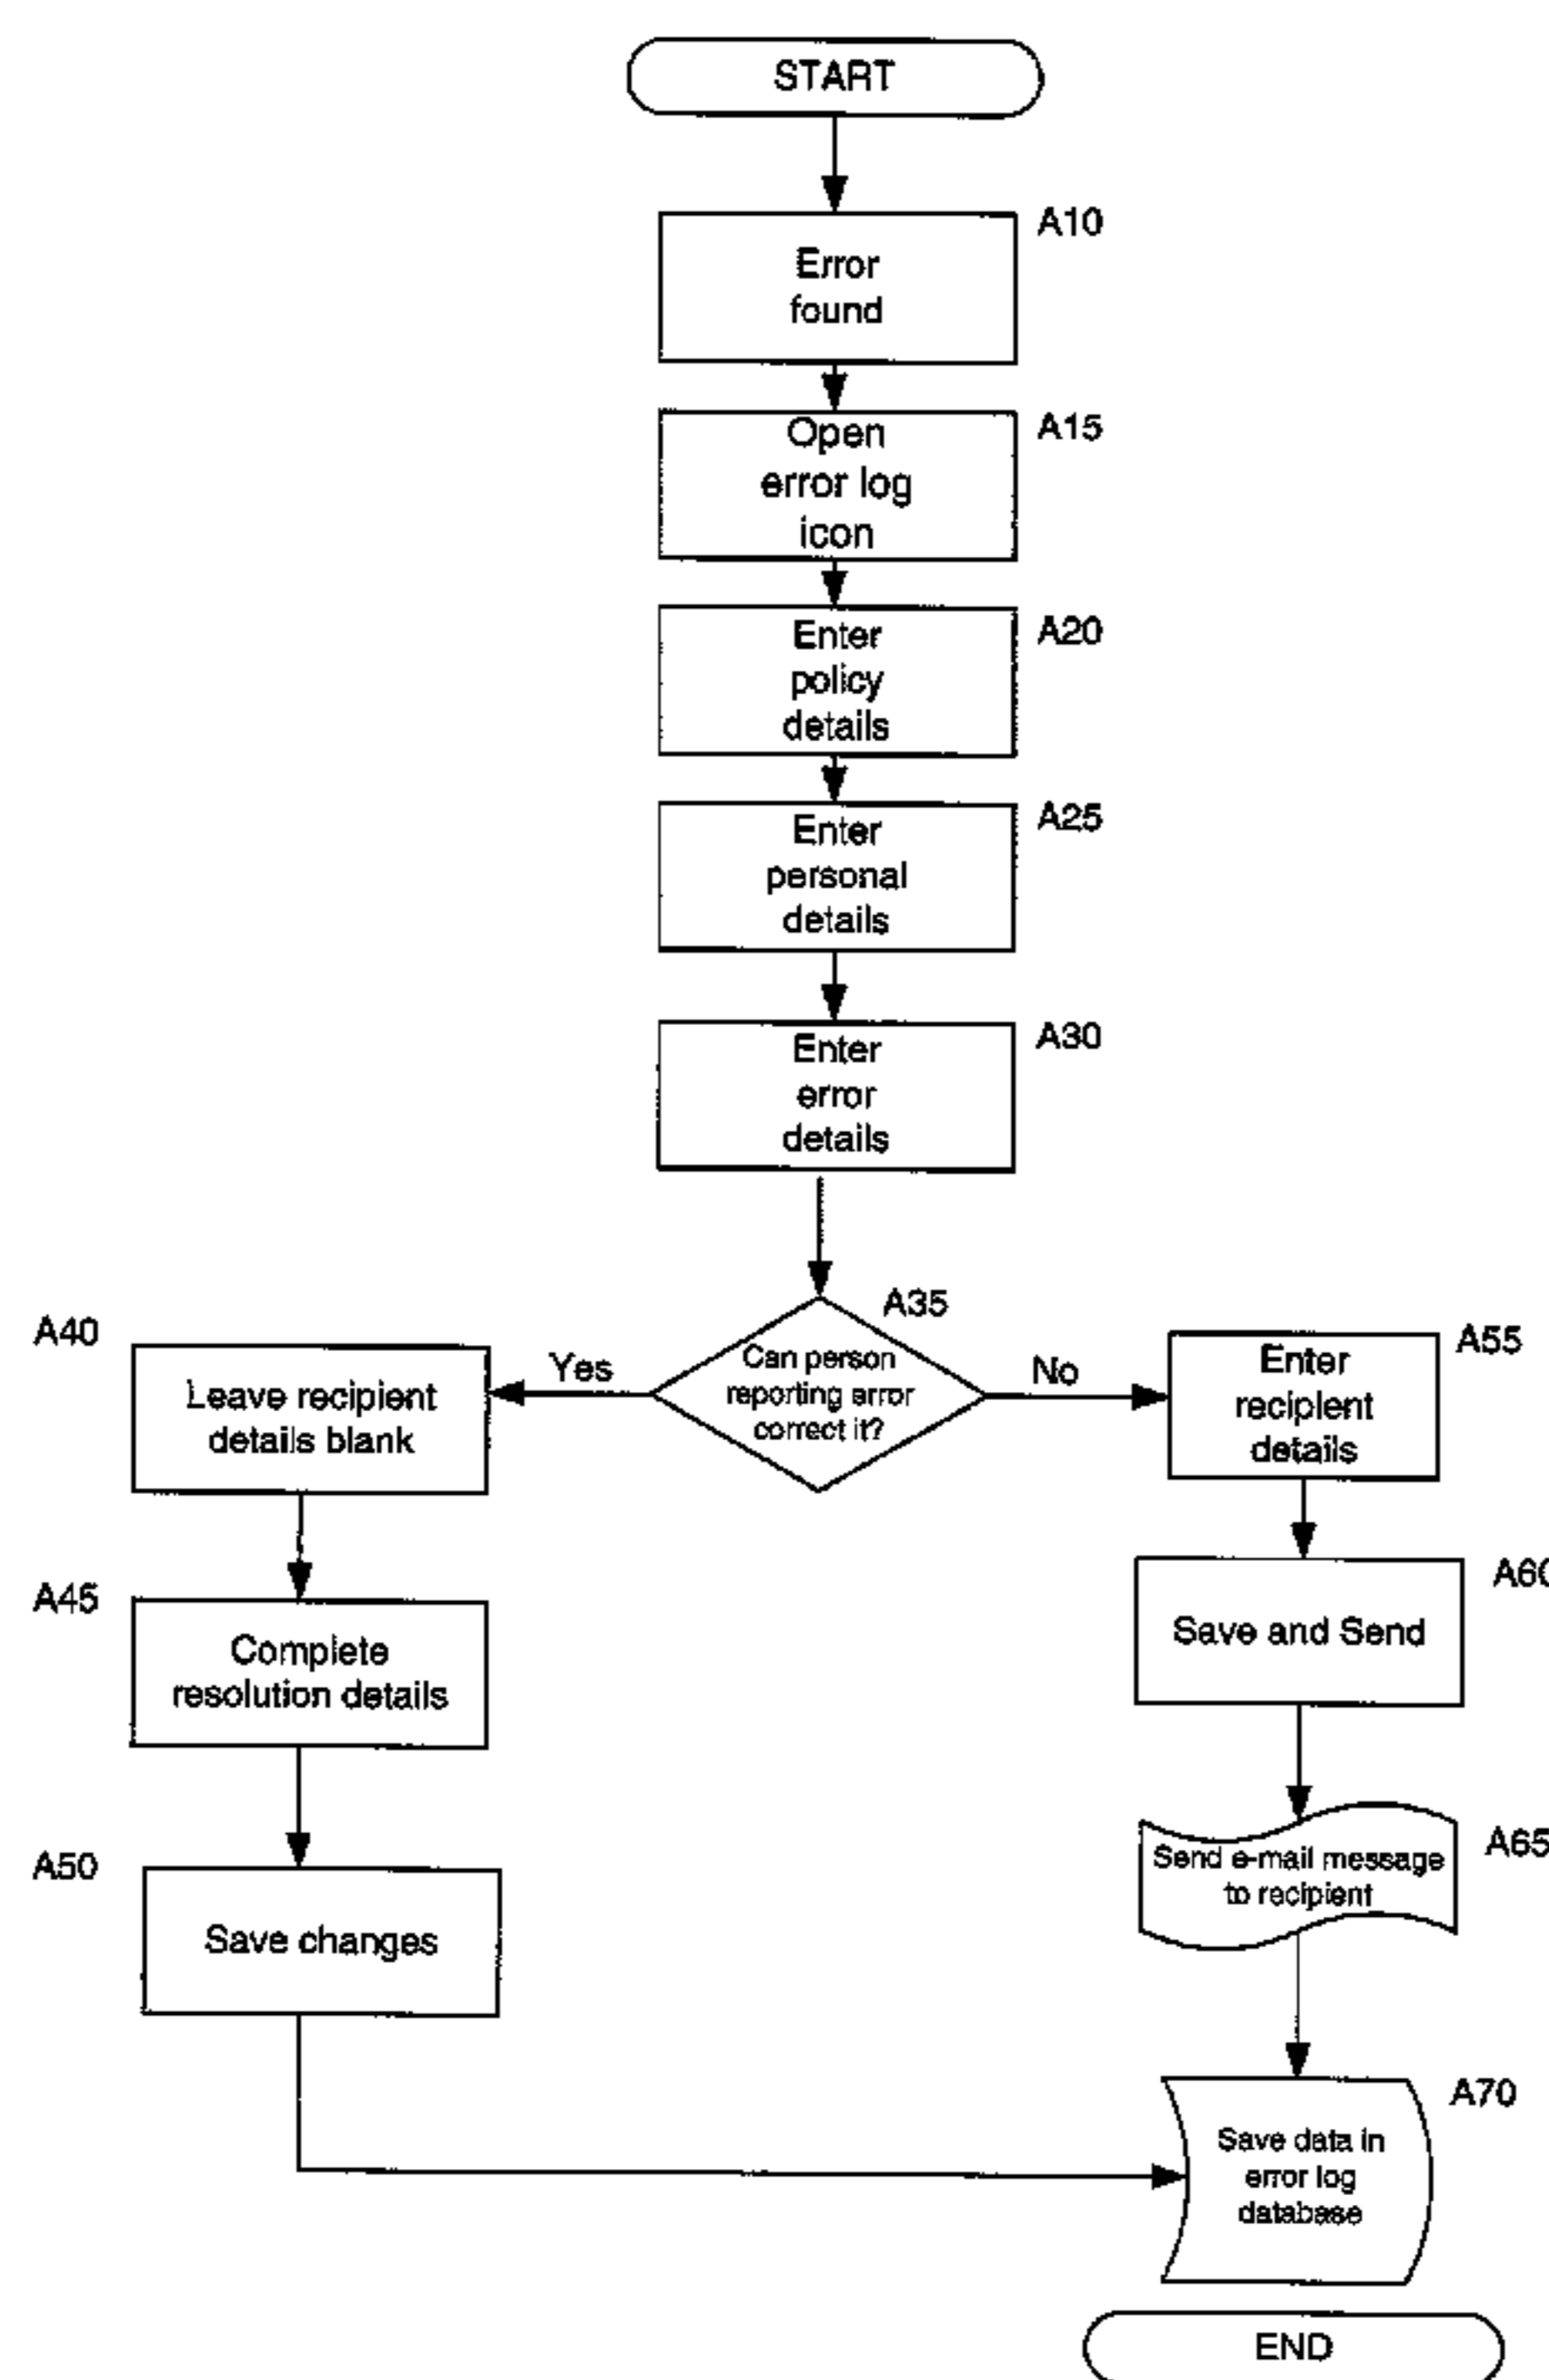 START
A10
Error
found
A15
Open
error log
icon
A20
Enter
policy
details
A25
Enter
personal
details
A30
Enter
error
details
A35
Can person
reporting error
correct it?
Yes
No
A40
Leave recipient
details blank
A55
Enter
recipient
details
A45
Complete
resolution details
A60
Save and Send
A50
Save changes
A65
Send e-mail message
to recipient
A70
Save data in
error log
database
END